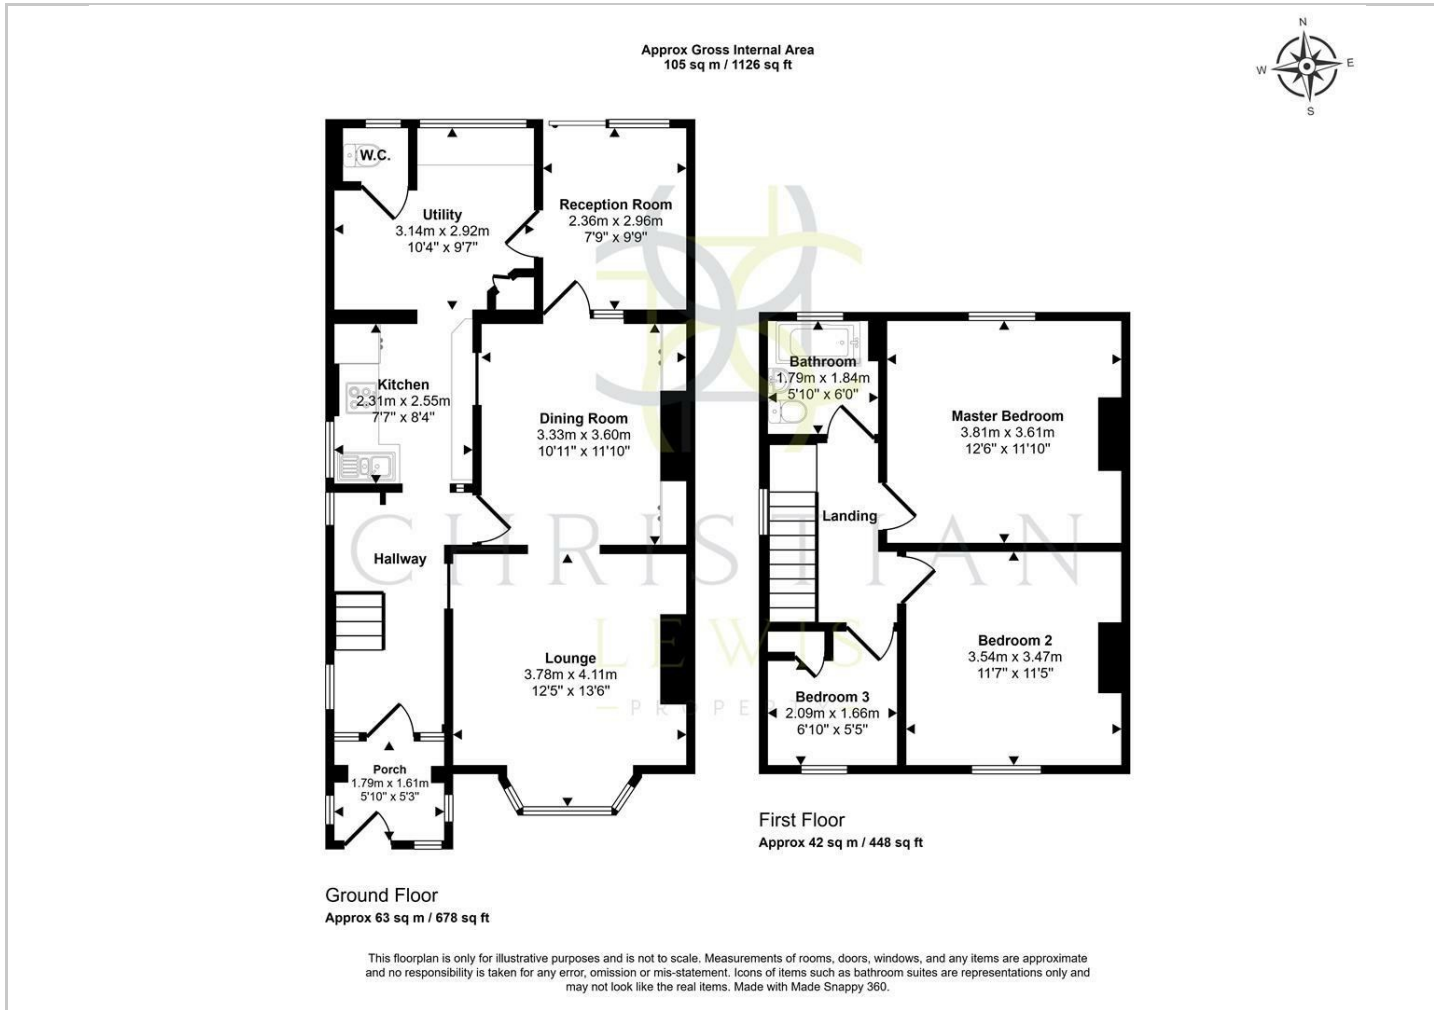 Approx Gross Internal Area
105 sq m / 1126 sq ft
N
W
E
S
W.C.
Utility
3.14m x 2.92m
10'4" x 9'7"
Reception Room
2.36m x 2.96m
7'9" x 9'9"
Kitchen
2.31m x 2.55m
7'7" x 8'4"
Dining Room
3.33m x 3.60m
10'11" x 11'10"
Hallway
Lounge
3.78m x 4.11m
12'5" x 13'6"
Porch
1.79m x 1.61m
5'10" x 5'3"
Bathroom
1.79m x 1.84m
5'10" x 6'0"
Master Bedroom
3.81m x 3.61m
12'6" x 11'10"
Landing
Bedroom 2
3.54m x 3.47m
11'7" x 11'5"
Bedroom 3
2.09m x 1.66m
6'10" x 5'5"
CHRISTIAN
LEWIS
First Floor
Approx 42 sq m / 448 sq ft
Ground Floor
Approx 63 sq m / 678 sq ft
This floorplan is only for illustrative purposes and is not to scale. Measurements of rooms, doors, windows, and any items are approximate
and no responsibility is taken for any error, omission or mis-statement. Icons of items such as bathroom suites are representations only and
may not look like the real items. Made with Made Snappy 360.